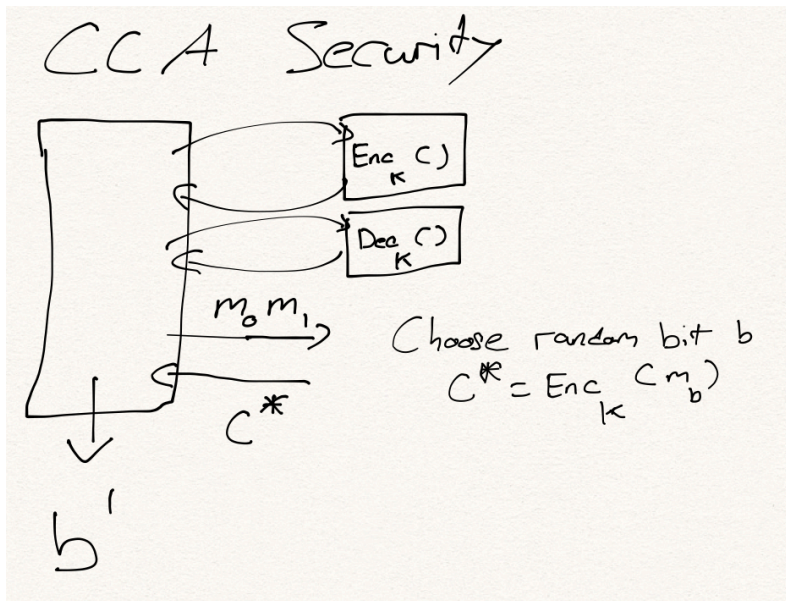 CCA Security
Enc_K()
Dec_K()
m_0 m_1
Choose random bit b
C* = Enc_K(m_b)
C*
b'